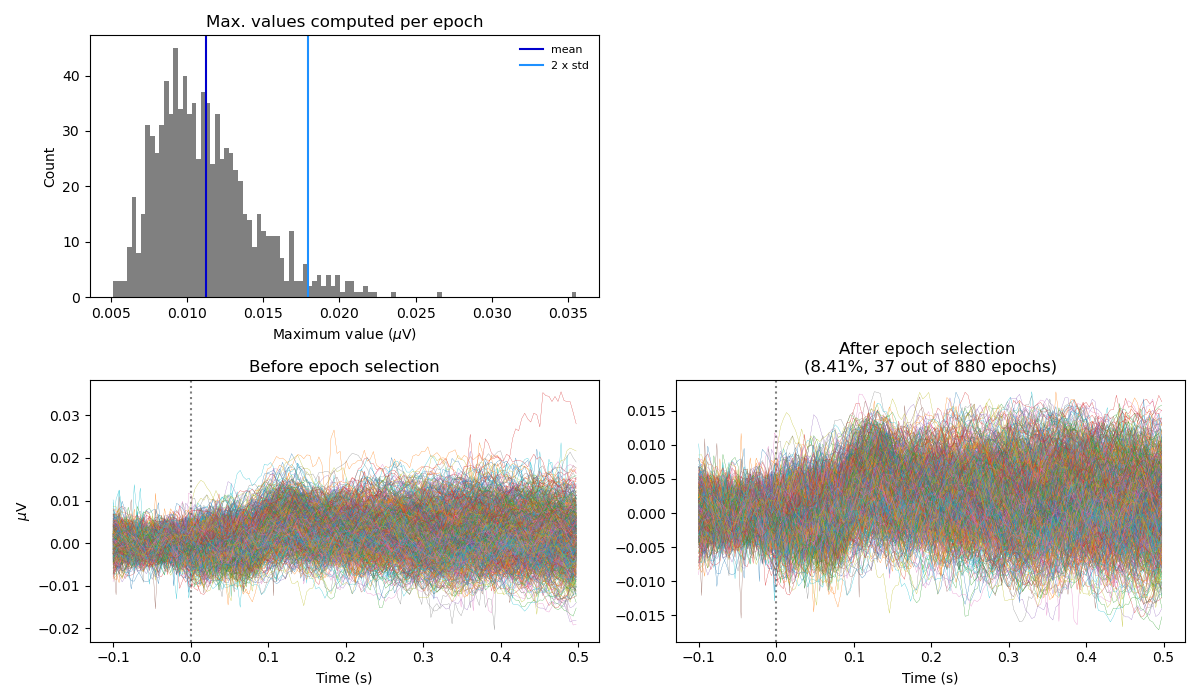 Max. values computed per epoch
mean
2 x std
Count
40
30
20
10
0
0.005 0.010 0.015 0.020 0.025 0.030 0.035
Maximum value (μV)
Before epoch selection
μV
0.03
0.02
0.01
0.00
−0.01
−0.02
−0.1 0.0 0.1 0.2 0.3 0.4 0.5
Time (s)
After epoch selection
(8.41%, 37 out of 880 epochs)
0.015
0.010
0.005
0.000
−0.005
−0.010
−0.015
−0.1 0.0 0.1 0.2 0.3 0.4 0.5
Time (s)